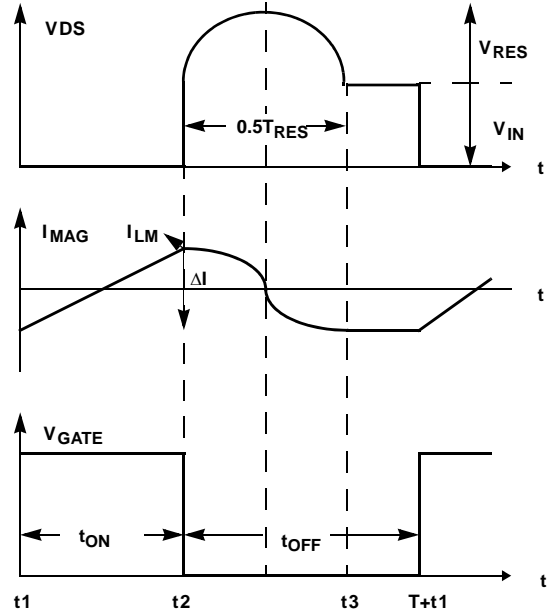 VDS
VRES
0.5TRES
VIN
t
IMAG
ILM
ΔI
t
VGATE
tON
tOFF
t
t1
t2
t3
T+t1